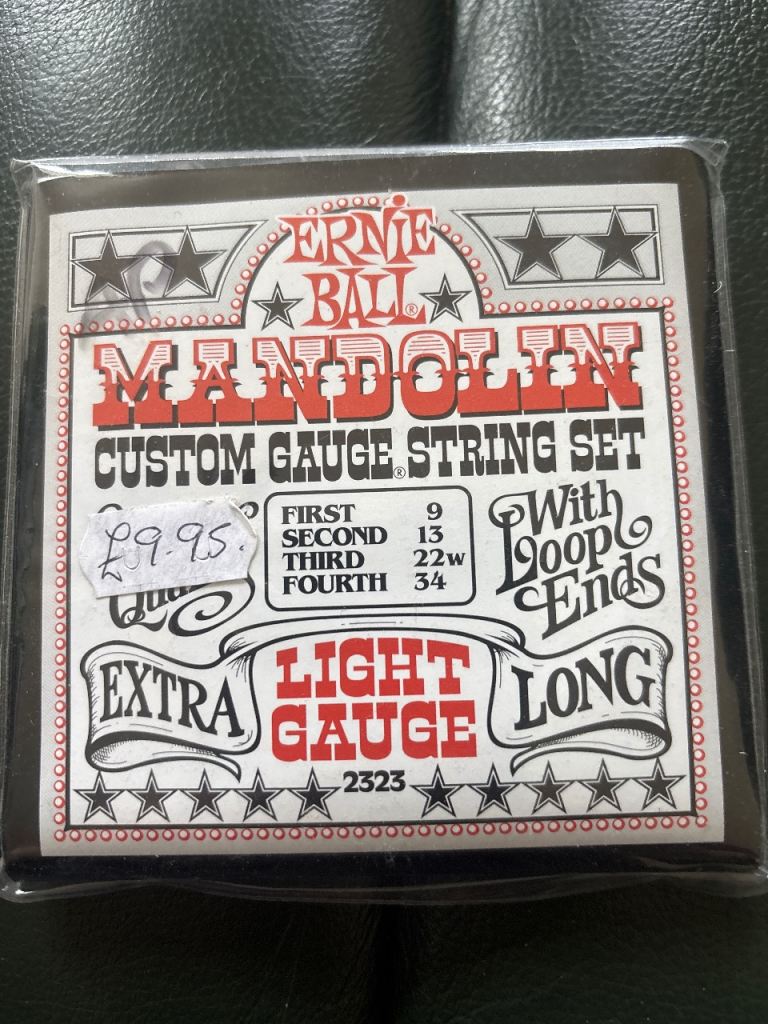 ERNIE
BALL®
MANDOLIN
CUSTOM GAUGE® STRING SET
FIRST 9
SECOND 13
THIRD 22w
FOURTH 34
£9.95.
With
Loop
Ends
EXTRA
LIGHT
GAUGE
LONG
2323